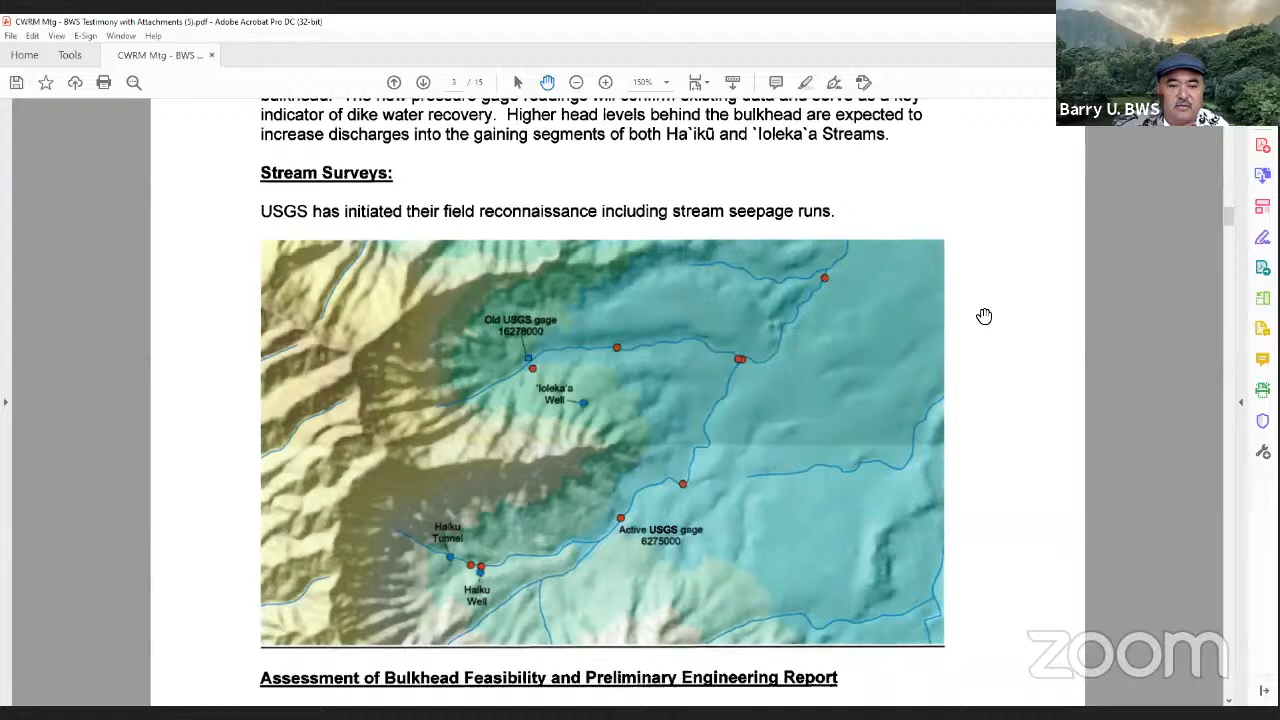 CWRM Mtg - BWS Testimony with Attachments (5).pdf - Adobe Acrobat Pro DC (32-bit)
File Edit View E-Sign Window Help
Home Tools CWRM Mtg - BWS ... ×
3 / 15 150%
Barry U. BWS
indicator of dike water recovery. Higher head levels behind the bulkhead are expected to
increase discharges into the gaining segments of both Ha`ikū and `Ioleka`a Streams.
Stream Surveys:
USGS has initiated their field reconnaissance including stream seepage runs.
Old USGS gage
16278000
'Ioleka'a
Well
Haiku
Tunnel
Active USGS gage
6275000
Haiku
Well
zoom
Assessment of Bulkhead Feasibility and Preliminary Engineering Report